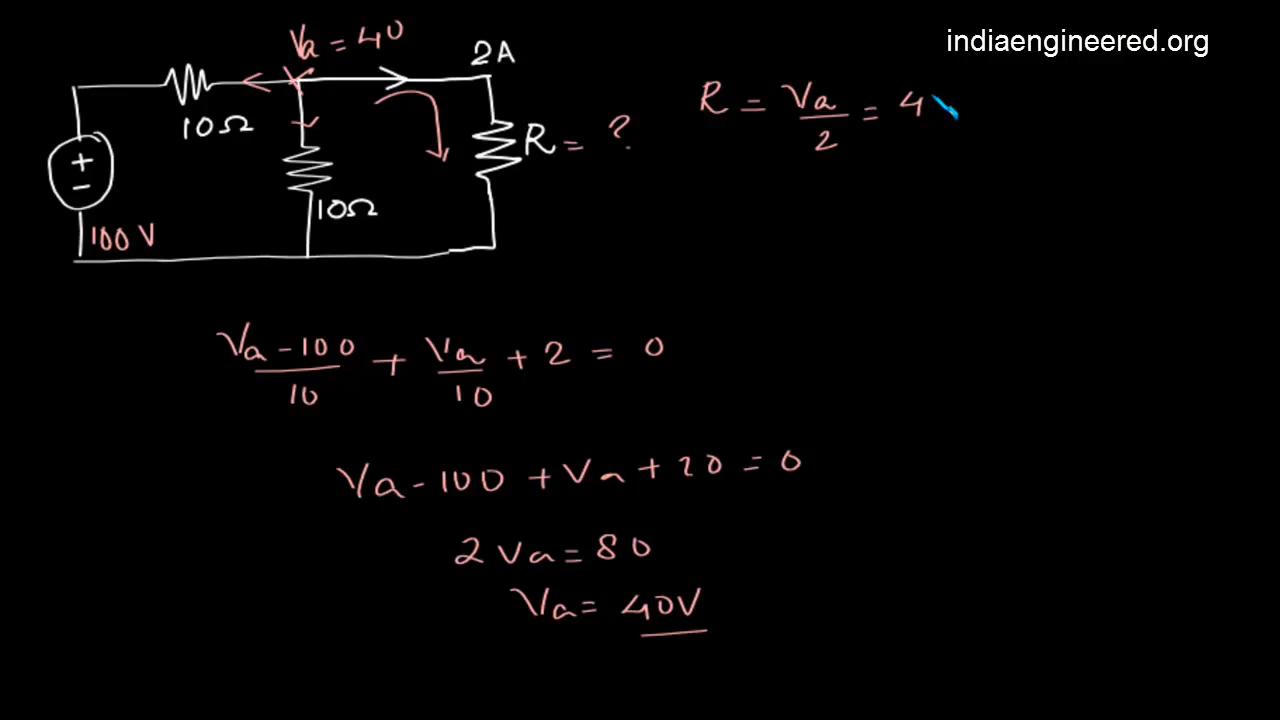 indiaengineered.org
Va = 40
2A
10Ω
R = ?
10Ω
100 V
+
-
R = Va/2 = 4
Va - 100/10 + Va/10 + 2 = 0
Va - 100 + Va + 20 = 0
2Va = 80
Va = 40V